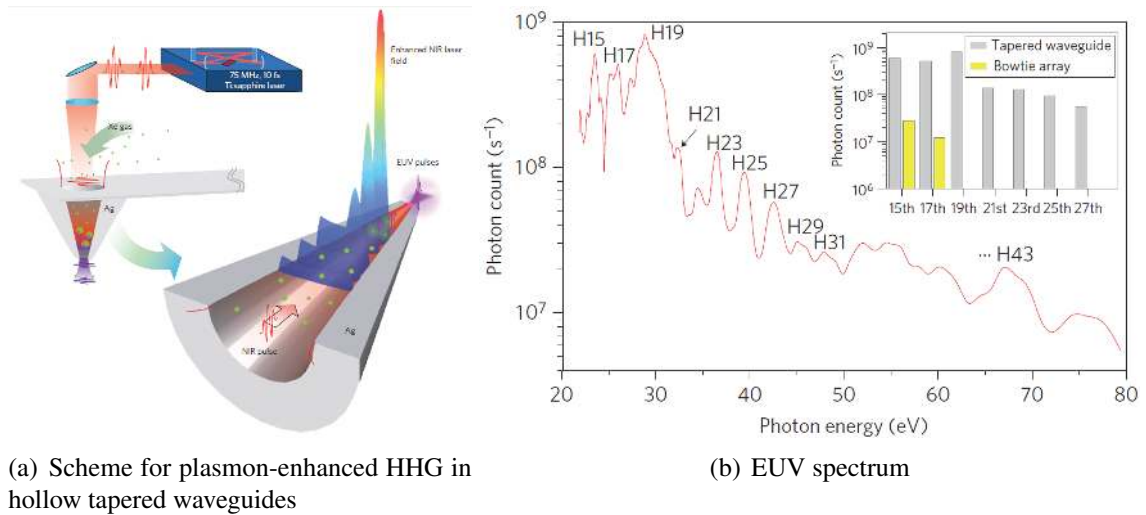 Enhanced NIR laser
field
75 MHz, 10 fs
Ti:sapphire laser
Xe gas
EUV pulses
Ag
Ag
NIR pulse
(a) Scheme for plasmon-enhanced HHG in
hollow tapered waveguides
10⁹
10⁸
10⁷
Photon count (s⁻¹)
H15
H17
H19
H21
H23
H25
H27
H29
H31
··· H43
20 30 40 50 60 70 80
Photon energy (eV)
Tapered waveguide
Bowtie array
10⁹
10⁸
10⁷
10⁶
Photon count (s⁻¹)
15th 17th 19th 21st 23rd 25th 27th
(b) EUV spectrum